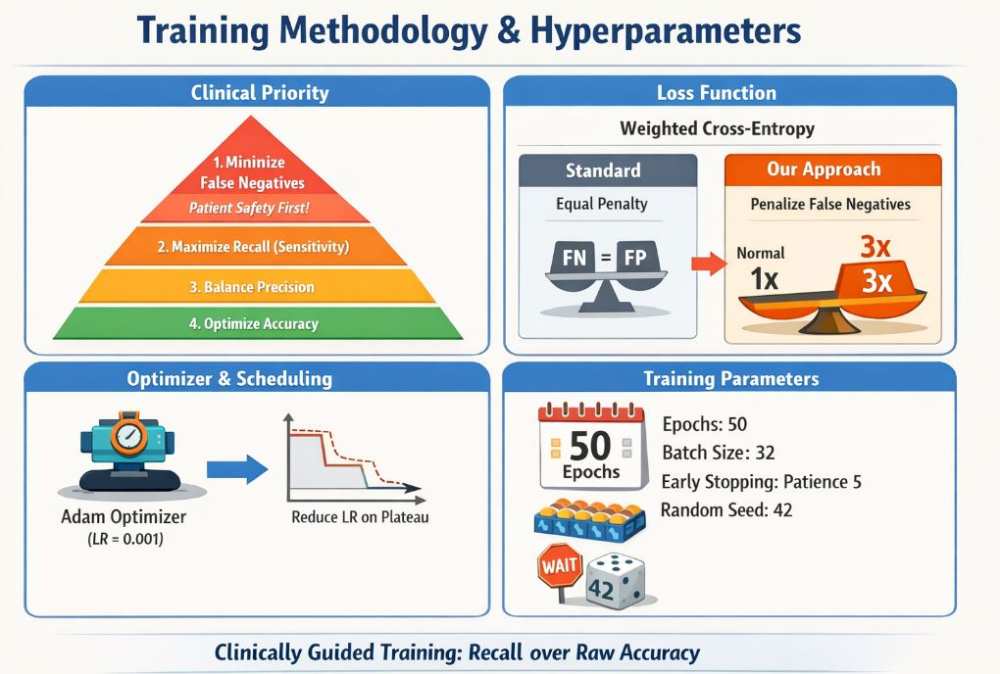 Training Methodology & Hyperparameters
Clinical Priority
1. Mininize
False Negatives
Patient Safety First!
2. Maximize Recall (Sensitivity)
3. Balance Precision
4. Optimize Accuracy
Loss Function
Weighted Cross-Entropy
Standard
Equal Penalty
FN = FP
Our Approach
Penalize False Negatives
Normal
1x
3x
3x
Optimizer & Scheduling
Adam Optimizer
(LR = 0.001)
Reduce LR on Plateau
Training Parameters
50
Epochs
Epochs: 50
Batch Size: 32
Early Stopping: Patience 5
Random Seed: 42
WAIT
42
Clinically Guided Training: Recall over Raw Accuracy